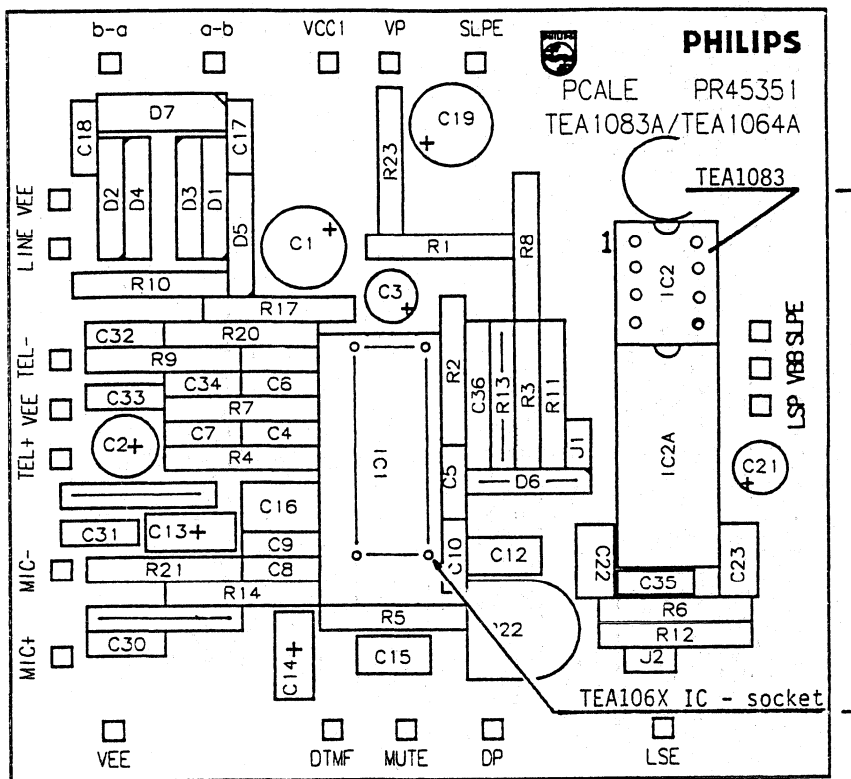 b-a a-b VCC1 VP SLPE
PHILIPS
PHILIPS
PCALE PR45351
TEA1083A/TEA1064A
TEA1083
D7
C18
C17
C19
R23
D2
D4
D3
D1
D5
LINE VEE
C1
R1
R8
1
IC2
R10
C3
R17
C32
R20
R9
TEL-
C34
C6
C33
R7
VEE
C2+
C7
C4
TEL+
R4
IC1
R2
C36
R13
R3
R11
J1
C5
D6
IC2A
SLPE
VBB
LSP
C21
C16
C31
C13+
C9
C10
C12
C22
C23
MIC-
R21
C8
C35
R14
R6
R5
R12
C30
MIC+
C14+
C15
J2
TEA106X IC - socket
VEE DTMF MUTE DP LSE